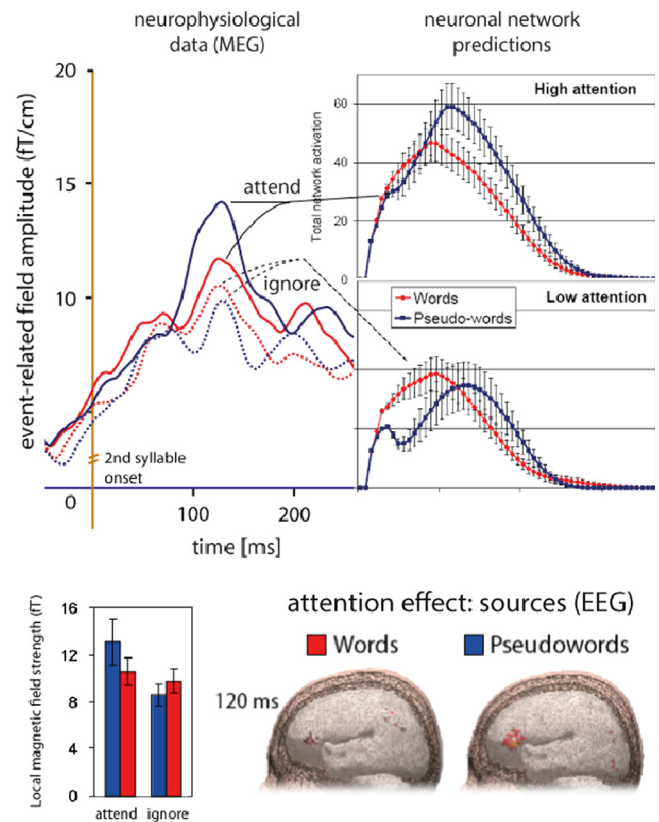 neurophysiological
data (MEG)
neuronal network
predictions
event-related field amplitude (fT/cm)
20
15
10
0
attend
ignore
2nd syllable
onset
100
200
time [ms]
Total network activation
60
40
20
0
High attention
Words
Pseudo-words
Low attention
Local magnetic field strength (fT)
16
12
8
4
0
attend
ignore
attention effect: sources (EEG)
Words
Pseudowords
120 ms